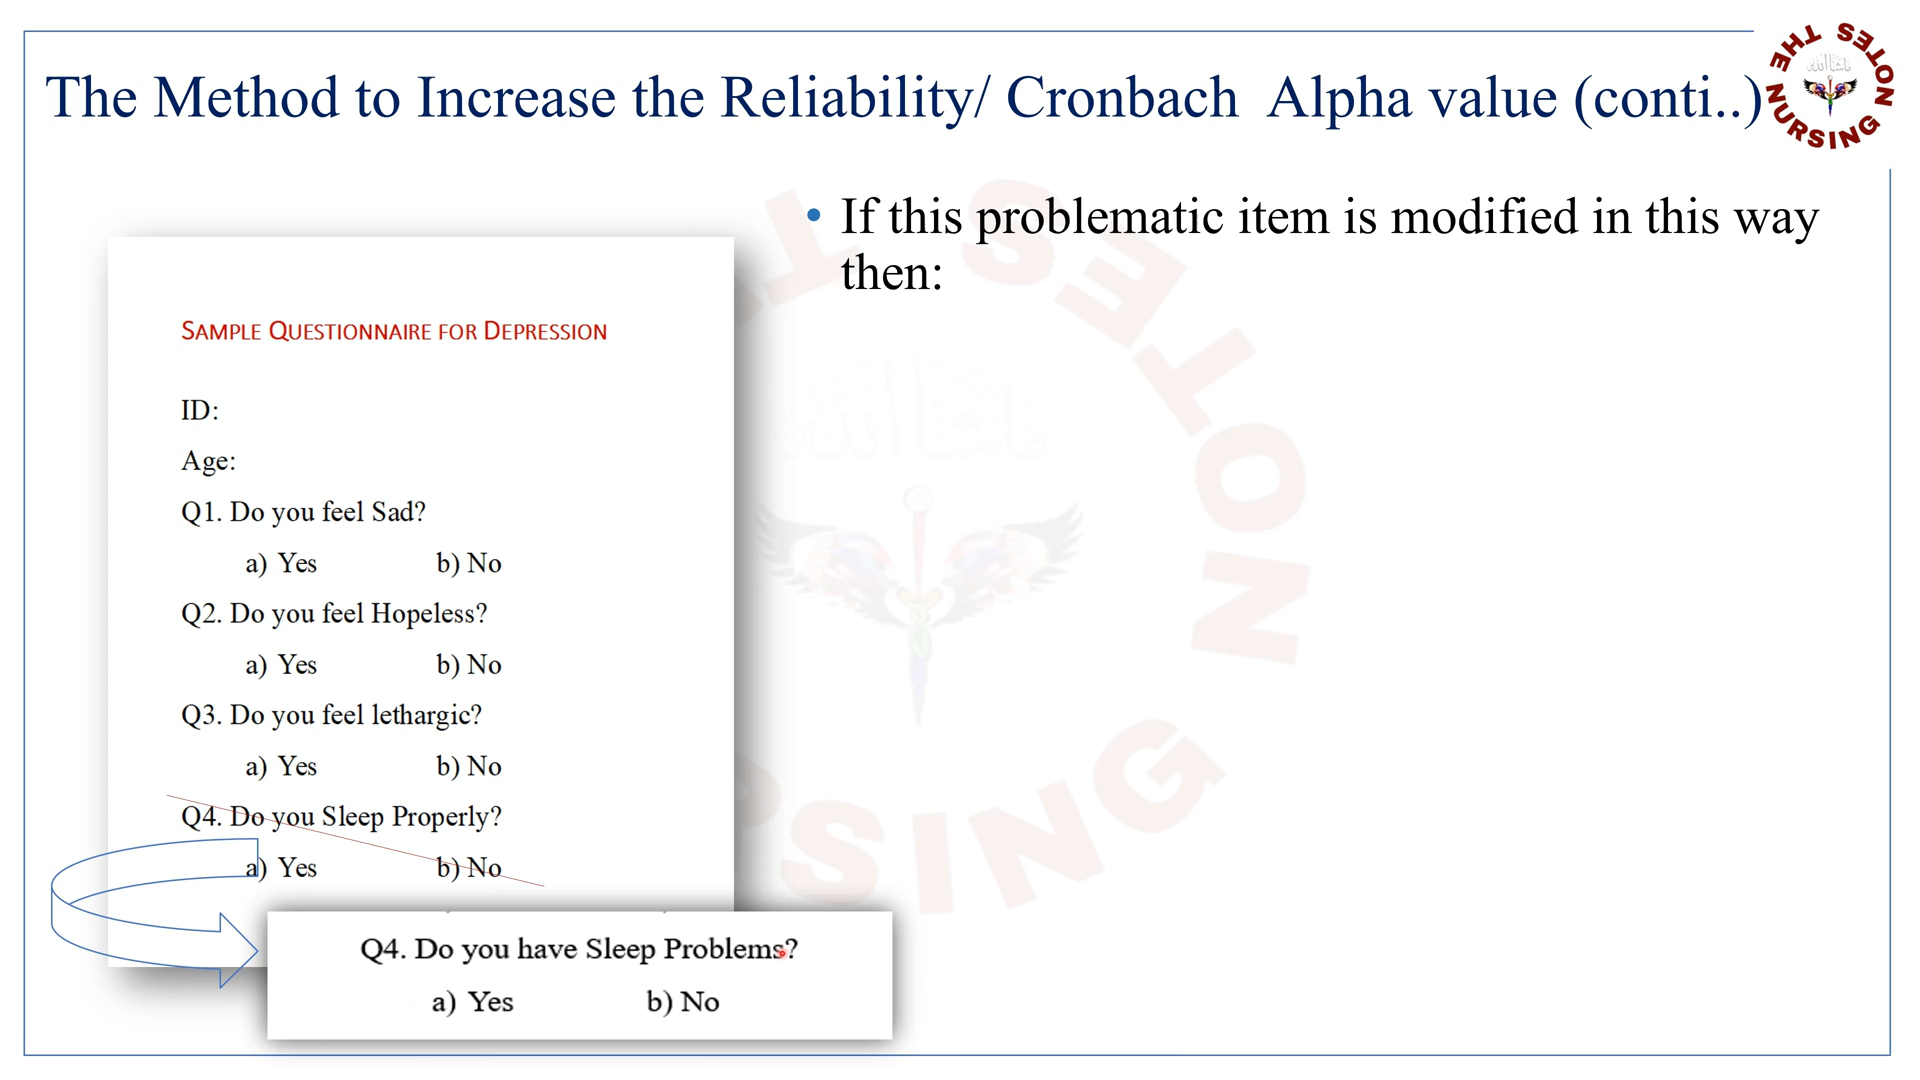 The Method to Increase the Reliability/ Cronbach Alpha value (conti..)
THE NURSING NOTES
ما شاء الله
• If this problematic item is modified in this way
then:
SAMPLE QUESTIONNAIRE FOR DEPRESSION
ID:
Age:
Q1. Do you feel Sad?
a) Yes b) No
Q2. Do you feel Hopeless?
a) Yes b) No
Q3. Do you feel lethargic?
a) Yes b) No
Q4. Do you Sleep Properly?
a) Yes b) No
Q4. Do you have Sleep Problems?
a) Yes b) No